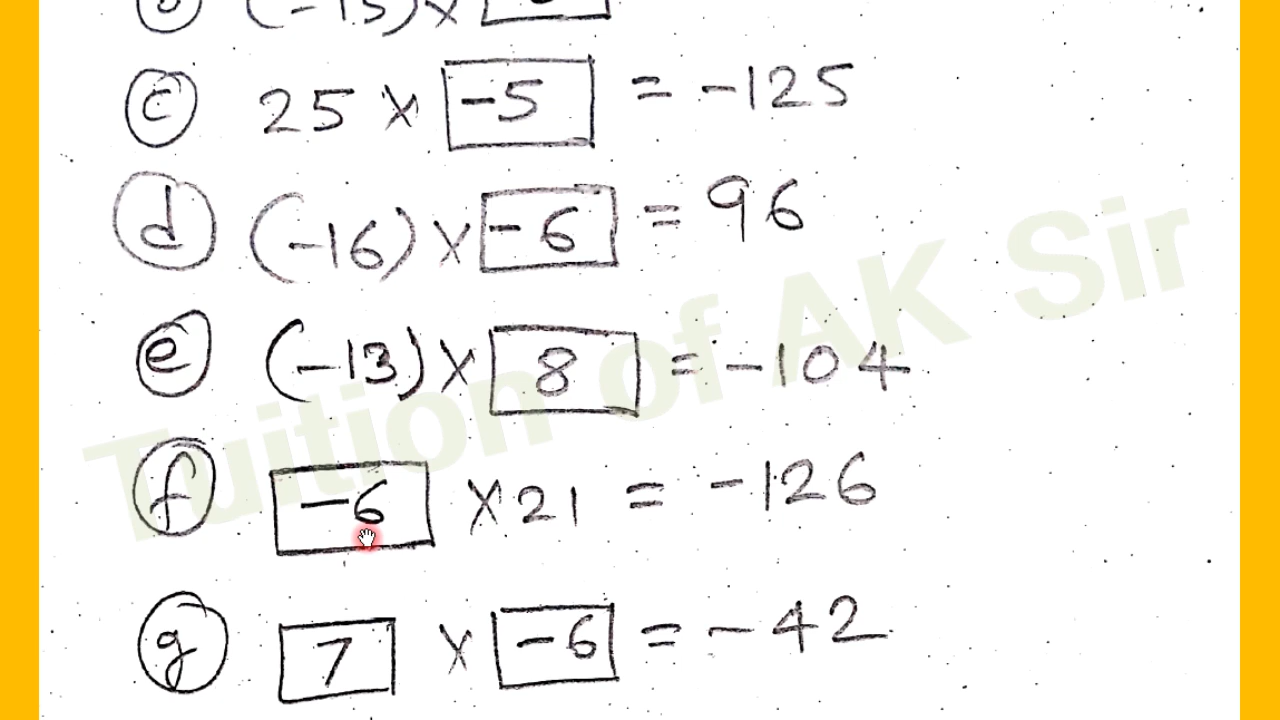 (-15) ×
c 25 × -5 = -125
d (-16) × -6 = 96
e (-13) × 8 = -104
f -6 × 21 = -126
g 7 × -6 = -42
Tuition of AK Sir